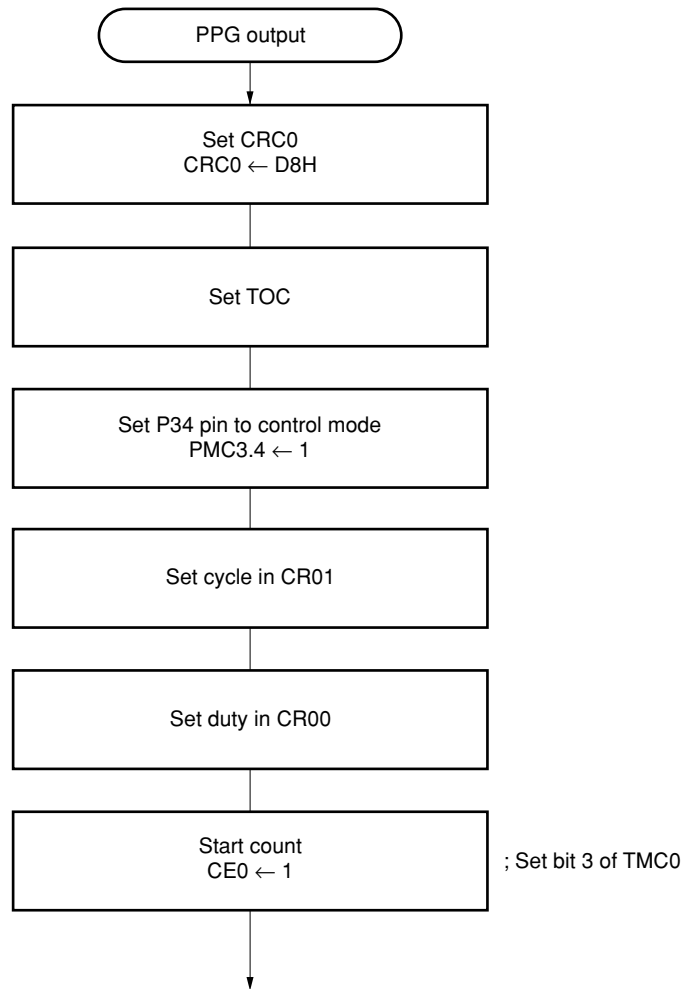 PPG output
Set CRC0
CRC0 ← D8H
Set TOC
Set P34 pin to control mode
PMC3.4 ← 1
Set cycle in CR01
Set duty in CR00
Start count
CE0 ← 1
; Set bit 3 of TMC0